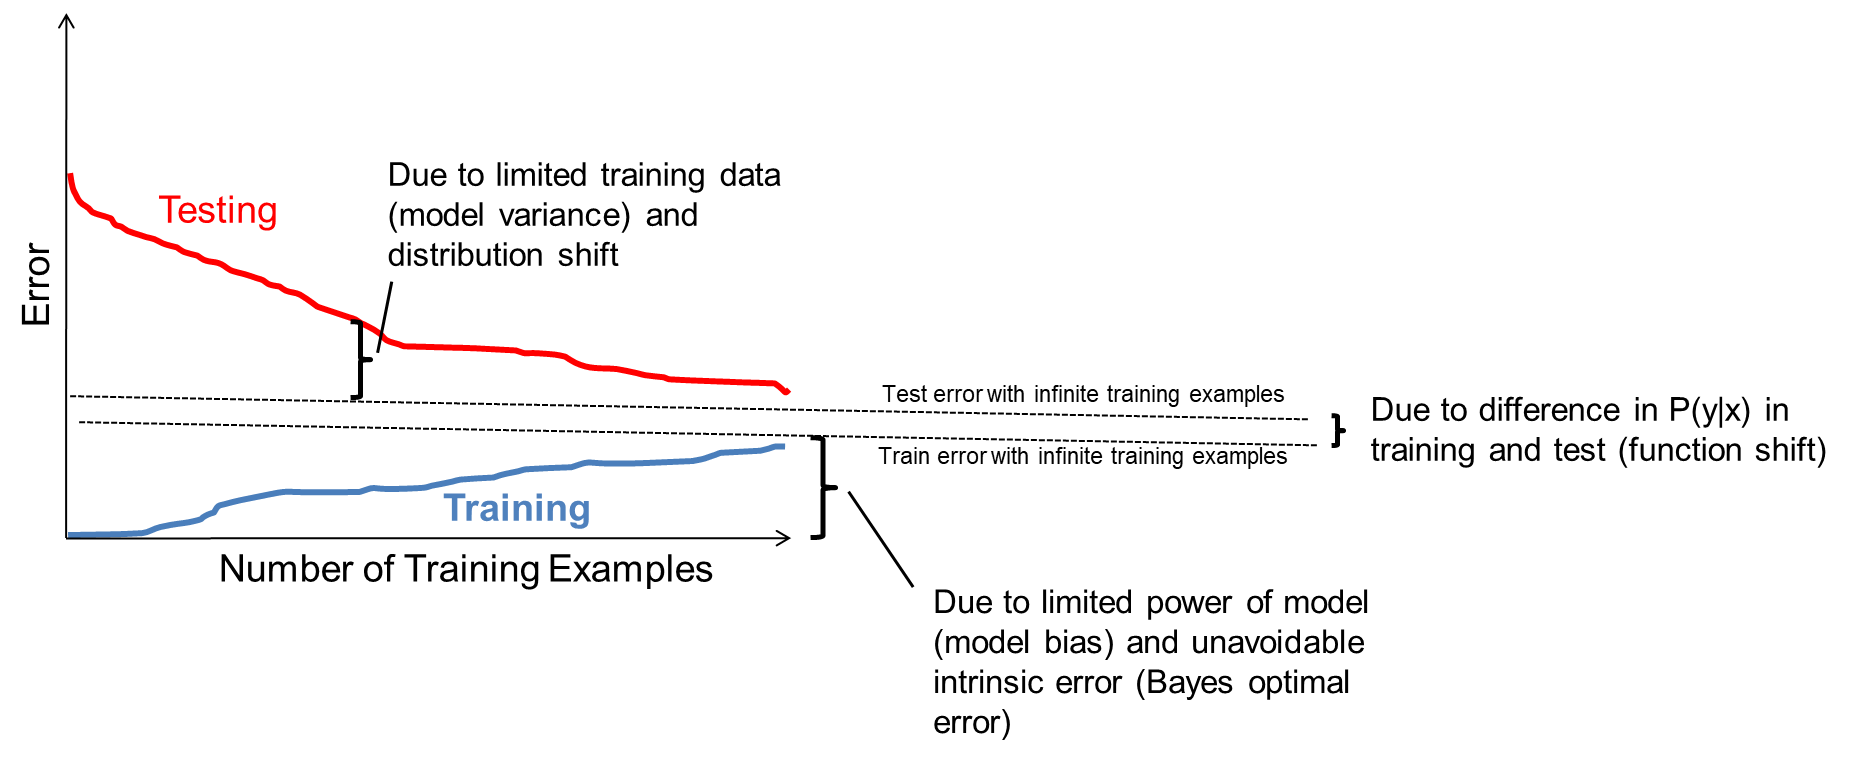 Due to limited training data
(model variance) and
distribution shift
Testing
Error
Test error with infinite training examples
Due to difference in P(y|x) in
training and test (function shift)
Train error with infinite training examples
Training
Number of Training Examples
Due to limited power of model
(model bias) and unavoidable
intrinsic error (Bayes optimal
error)